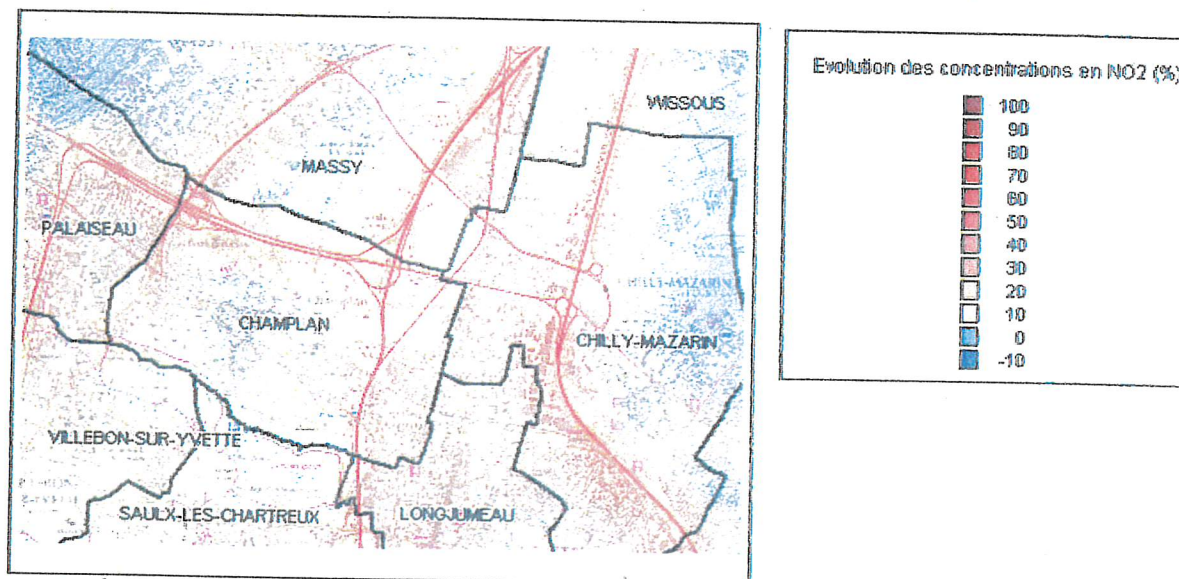 WISSOUS
MASSY
PALAISEAU
CHAMPLAN
CHILLY-MAZARIN
VILLEBON-SUR-YVETTE
SAULX-LES-CHARTREUX
LONGJUMEAU
Evolution des concentrations en NO2 (%)
100
90
80
70
60
50
40
30
20
10
0
-10